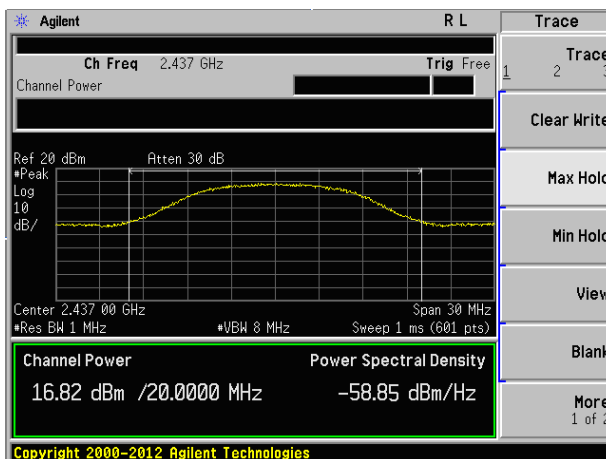 Agilent R L Trace
Ch Freq 2.437 GHz Trig Free
Channel Power
Trace
1 2 3
Clear Write
Max Hold
Min Hold
View
Blank
More
1 of 2
Ref 20 dBm Atten 30 dB
#Peak
Log
10
dB/
Center 2.437 00 GHz Span 30 MHz
#Res BW 1 MHz #VBW 8 MHz Sweep 1 ms (601 pts)
Channel Power Power Spectral Density
16.82 dBm /20.0000 MHz -58.85 dBm/Hz
Copyright 2000-2012 Agilent Technologies